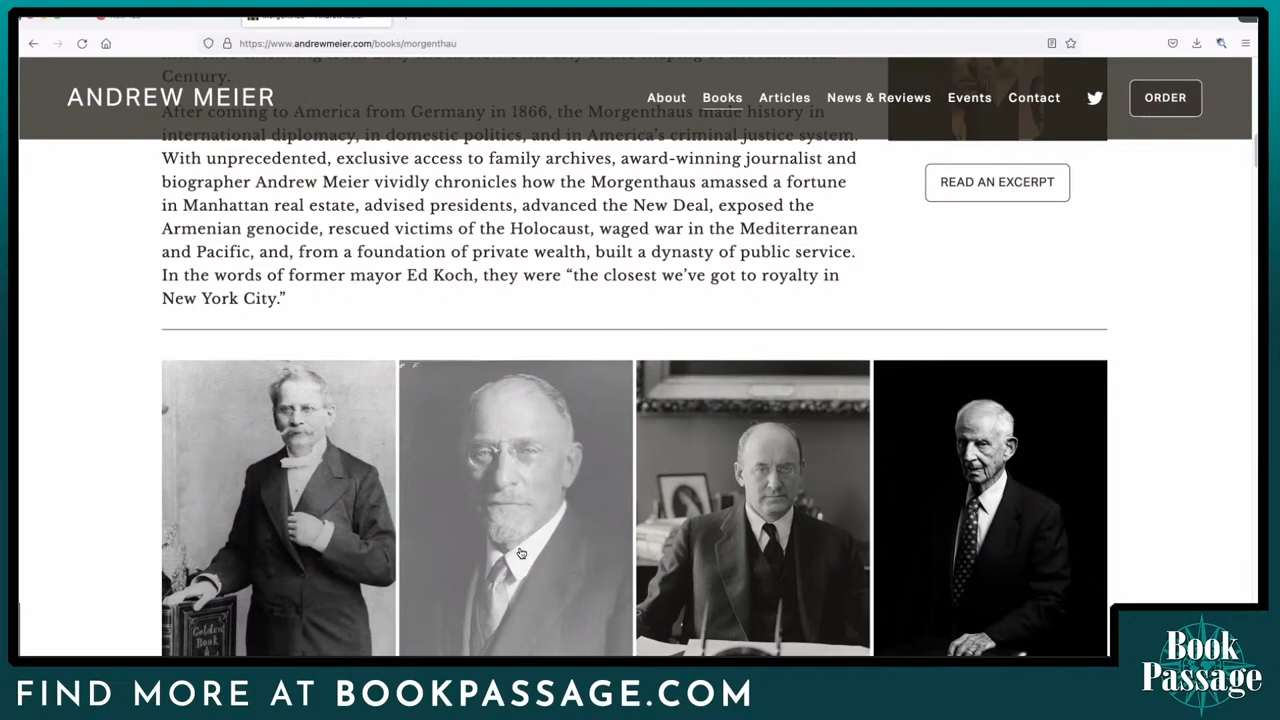 https://www.andrewmeier.com/books/morgenthau
Century.
ANDREW MEIER
About
Books
Articles
News & Reviews
Events
Contact
ORDER
After coming to America from Germany in 1866, the Morgenthaus made history in
international diplomacy, in domestic politics, and in America's criminal justice system.
With unprecedented, exclusive access to family archives, award-winning journalist and
biographer Andrew Meier vividly chronicles how the Morgenthaus amassed a fortune
in Manhattan real estate, advised presidents, advanced the New Deal, exposed the
Armenian genocide, rescued victims of the Holocaust, waged war in the Mediterranean
and Pacific, and, from a foundation of private wealth, built a dynasty of public service.
In the words of former mayor Ed Koch, they were “the closest we’ve got to royalty in
New York City.”
READ AN EXCERPT
Golden
Book
Book
Passage
FIND MORE AT BOOKPASSAGE.COM